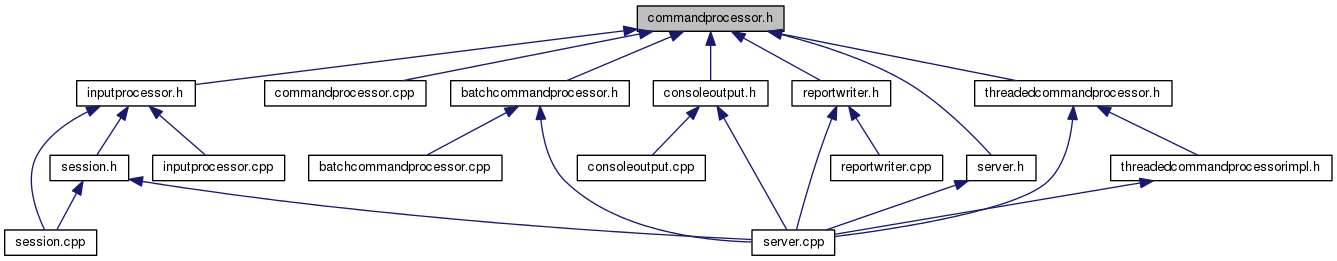 commandprocessor.h
inputprocessor.h
commandprocessor.cpp
batchcommandprocessor.h
consoleoutput.h
reportwriter.h
threadedcommandprocessor.h
session.h
inputprocessor.cpp
batchcommandprocessor.cpp
consoleoutput.cpp
reportwriter.cpp
server.h
threadedcommandprocessorimpl.h
session.cpp
server.cpp